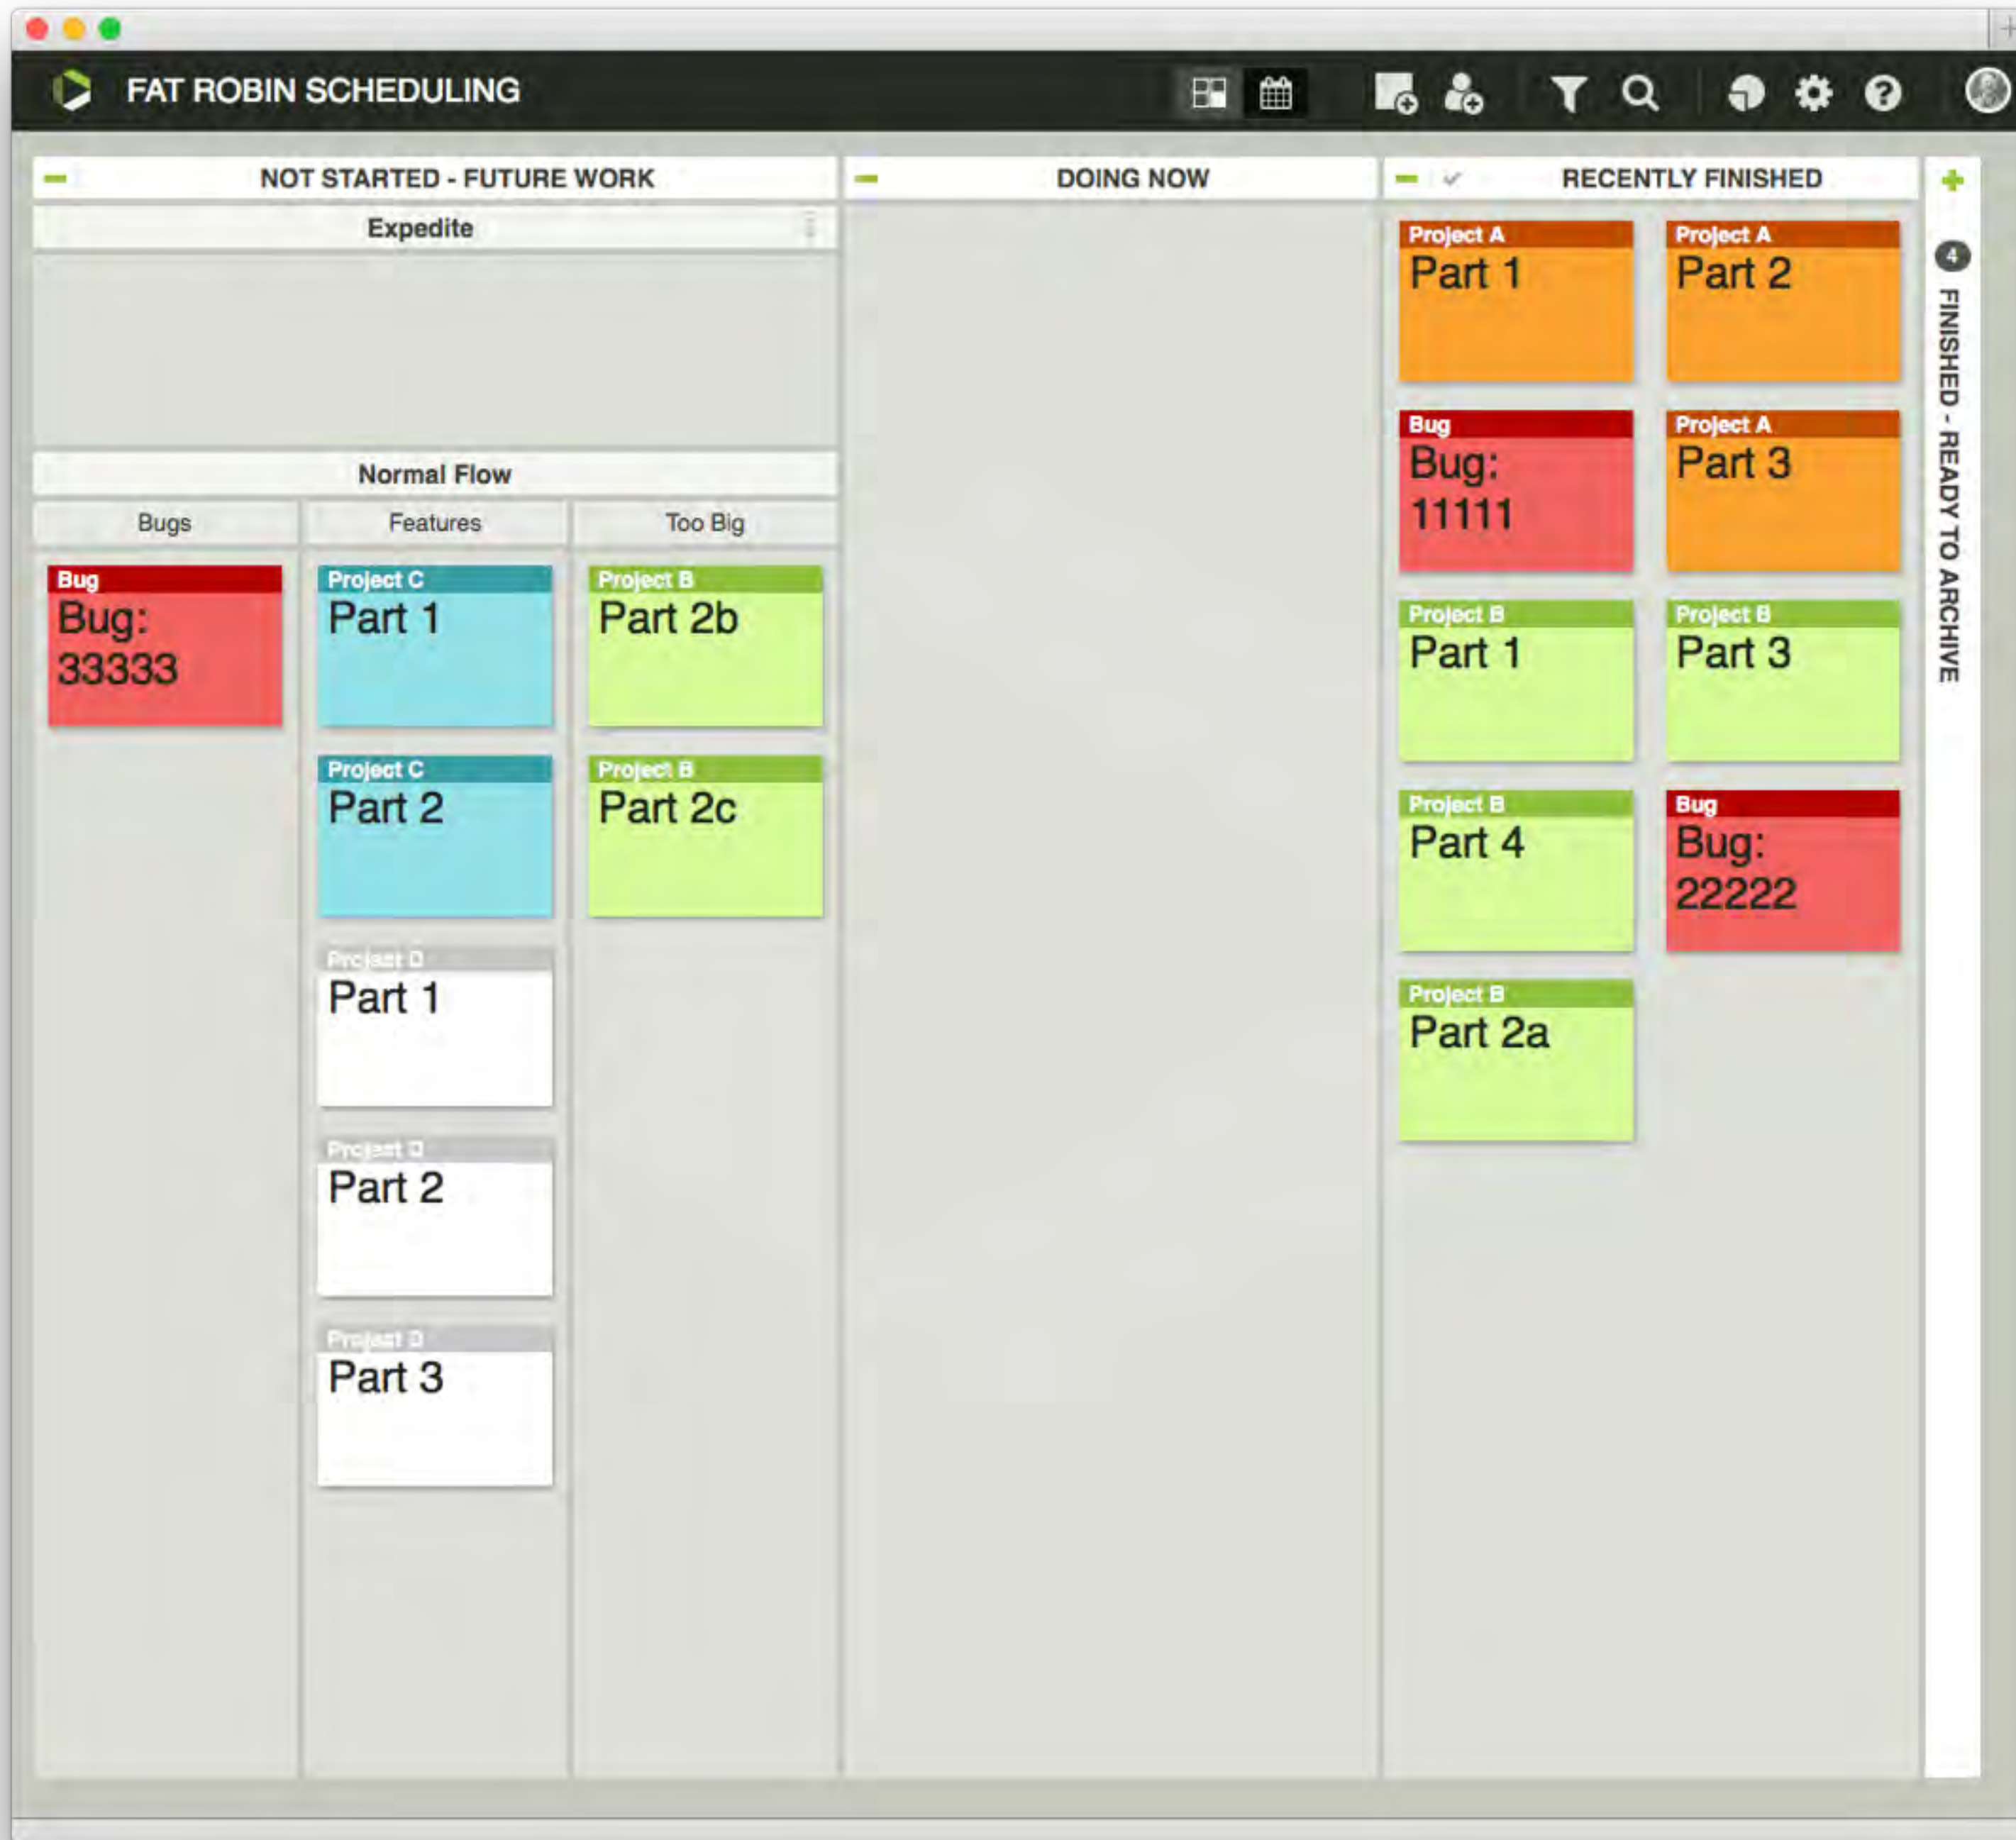 FAT ROBIN SCHEDULING
NOT STARTED - FUTURE WORK
Expedite
Normal Flow
Bugs
Features
Too Big
Bug
Bug:
33333
Project C
Part 1
Project C
Part 2
Project D
Part 1
Project D
Part 2
Project D
Part 3
Project B
Part 2b
Project B
Part 2c
DOING NOW
RECENTLY FINISHED
Project A
Part 1
Project A
Part 2
Bug
Bug:
11111
Project A
Part 3
Project B
Part 1
Project B
Part 3
Project B
Part 4
Bug
Bug:
22222
Project B
Part 2a
4
FINISHED - READY TO ARCHIVE